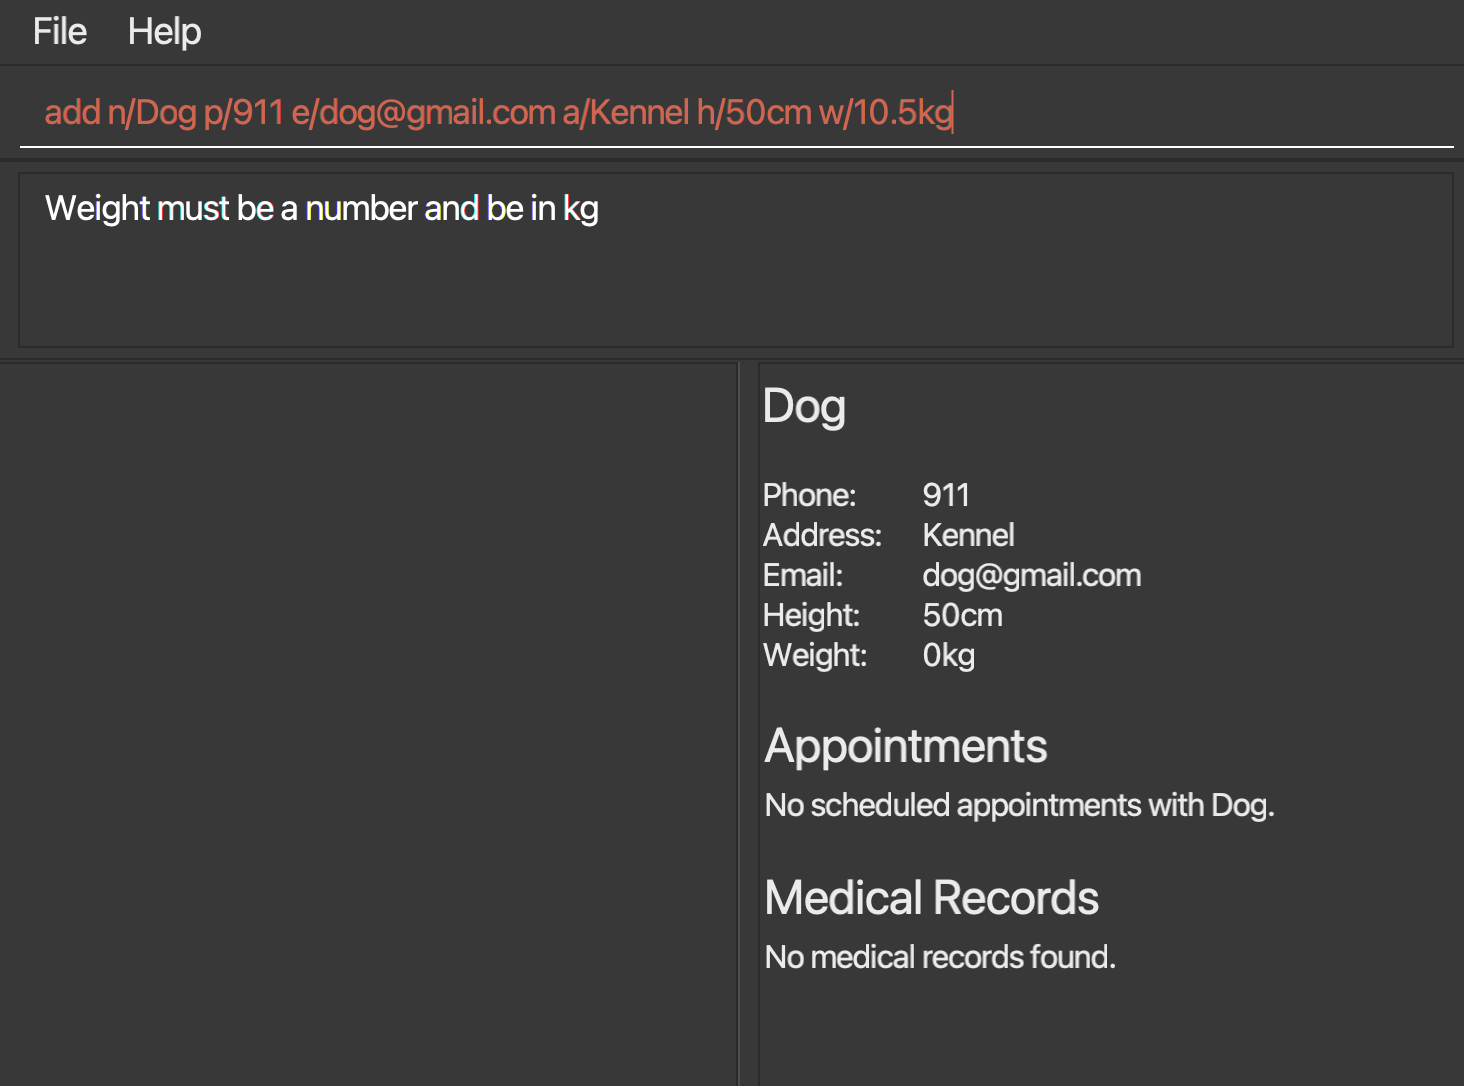 File Help
add n/Dog p/911 e/dog@gmail.com a/Kennel h/50cm w/10.5kg
Weight must be a number and be in kg
Dog
Phone: 911
Address: Kennel
Email: dog@gmail.com
Height: 50cm
Weight: 0kg
Appointments
No scheduled appointments with Dog.
Medical Records
No medical records found.